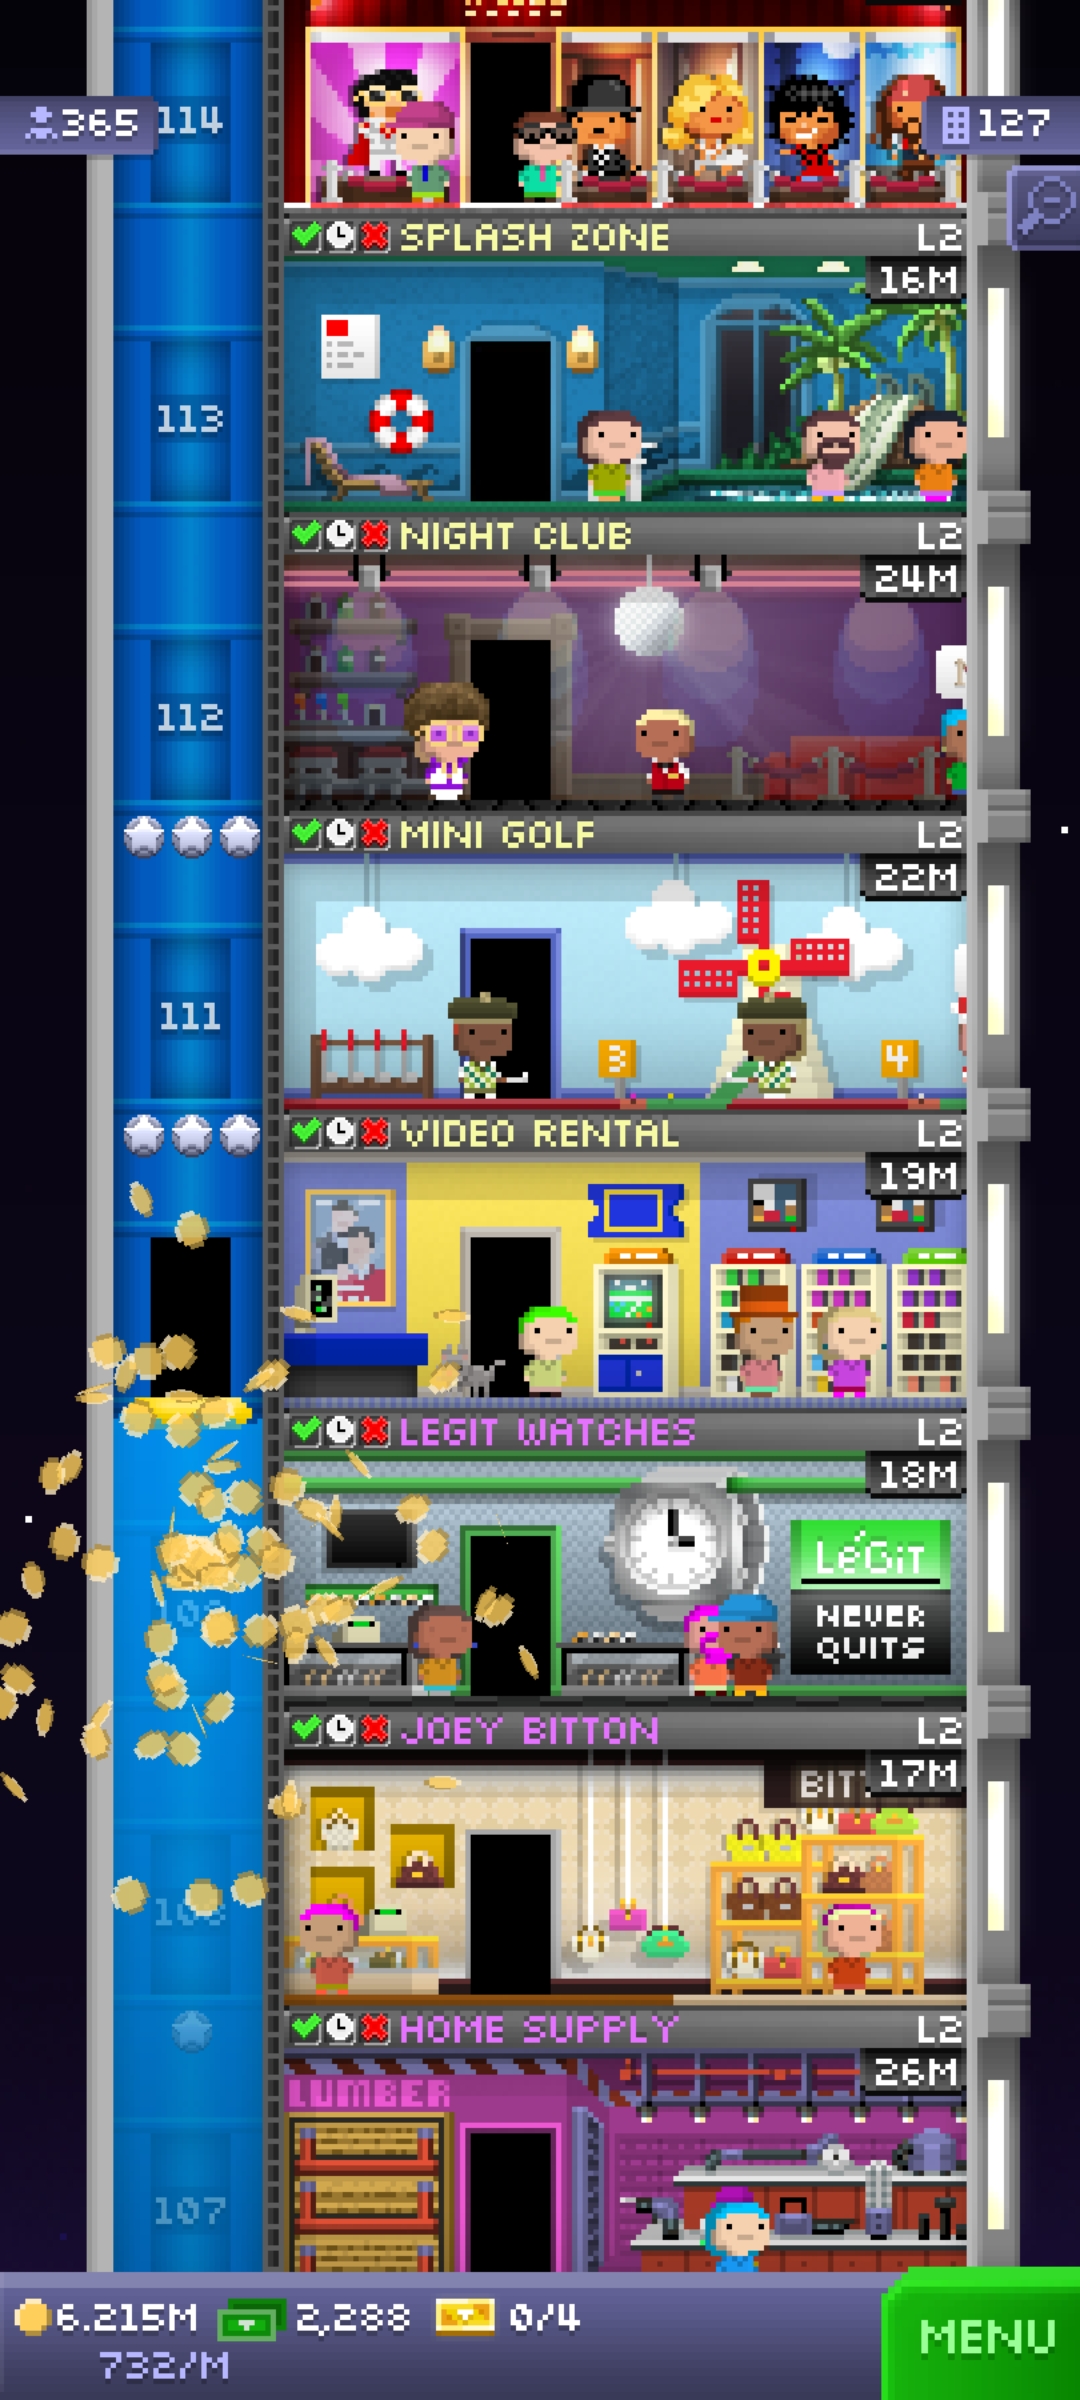 365
114
127
SPLASH ZONE L2
16M
113
NIGHT CLUB L2
24M
112
MINI GOLF L2
22M
111
3
4
VIDEO RENTAL L2
19M
LEGIT WATCHES L2
18M
LéGiT
NEVER
QUITS
JOEY BITTON L2
17M
BIT
HOME SUPPLY L2
26M
LUMBER
107
6.215M 2,288 0/4
732/M
MENU